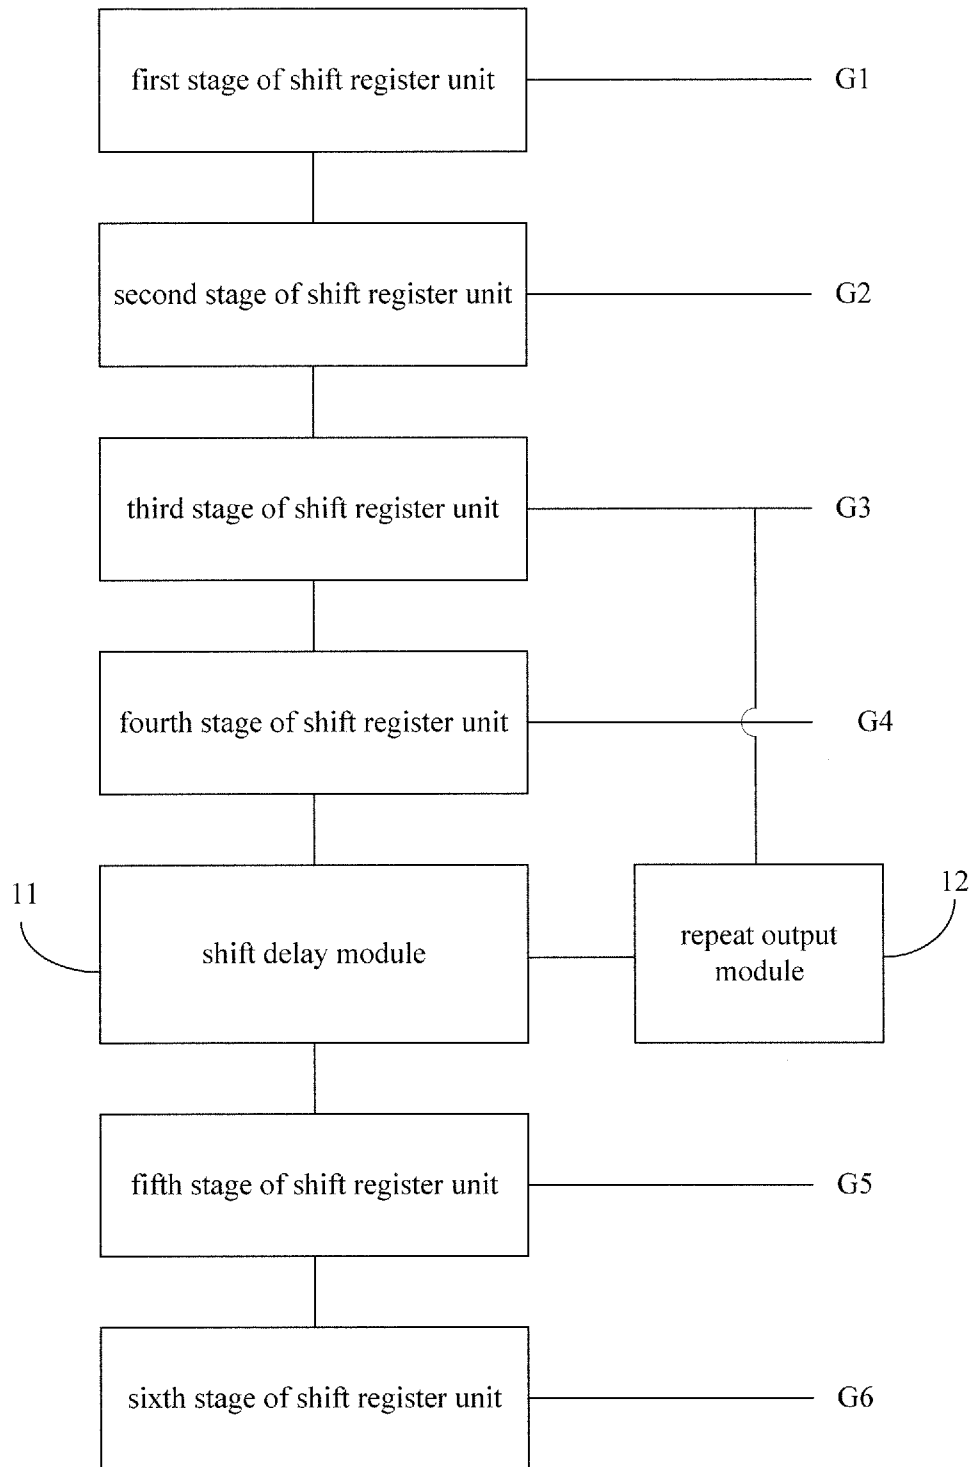 first stage of shift register unit
G1
second stage of shift register unit
G2
third stage of shift register unit
G3
fourth stage of shift register unit
G4
11
shift delay module
repeat output
module
12
fifth stage of shift register unit
G5
sixth stage of shift register unit
G6